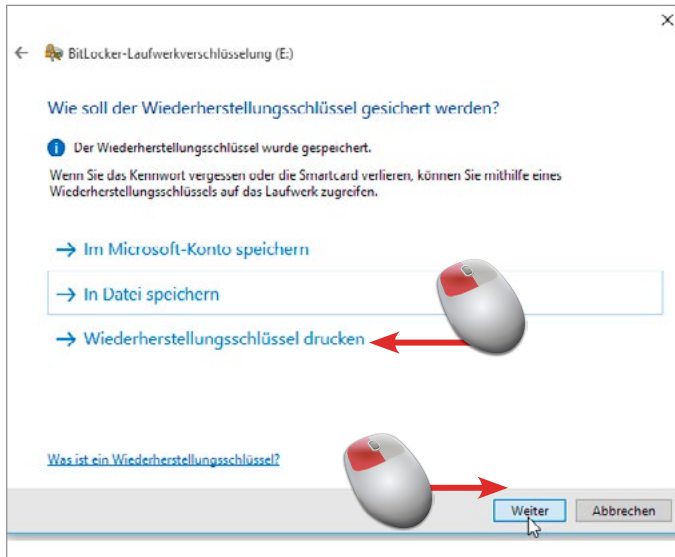 BitLocker-Laufwerkverschlüsselung (E:)
Wie soll der Wiederherstellungsschlüssel gesichert werden?
Der Wiederherstellungsschlüssel wurde gespeichert.
Wenn Sie das Kennwort vergessen oder die Smartcard verlieren, können Sie mithilfe eines
Wiederherstellungsschlüssels auf das Laufwerk zugreifen.
Im Microsoft-Konto speichern
In Datei speichern
Wiederherstellungsschlüssel drucken
Was ist ein Wiederherstellungsschlüssel?
Weiter Abbrechen